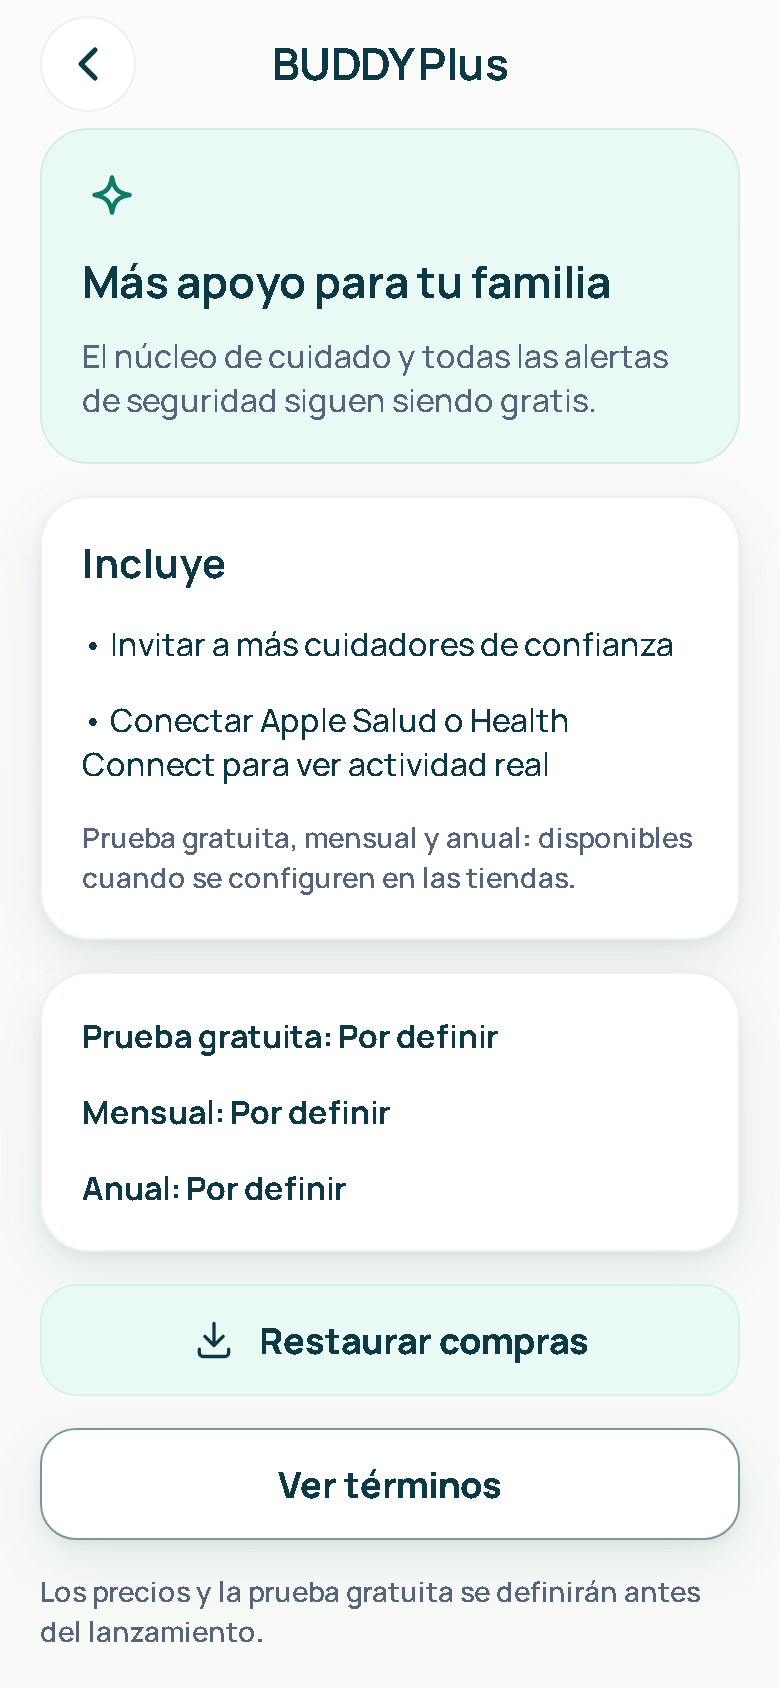 BUDDY Plus
Más apoyo para tu familia
El núcleo de cuidado y todas las alertas
de seguridad siguen siendo gratis.
Incluye
• Invitar a más cuidadores de confianza
• Conectar Apple Salud o Health
Connect para ver actividad real
Prueba gratuita, mensual y anual: disponibles
cuando se configuren en las tiendas.
Prueba gratuita: Por definir
Mensual: Por definir
Anual: Por definir
Restaurar compras
Ver términos
Los precios y la prueba gratuita se definirán antes
del lanzamiento.